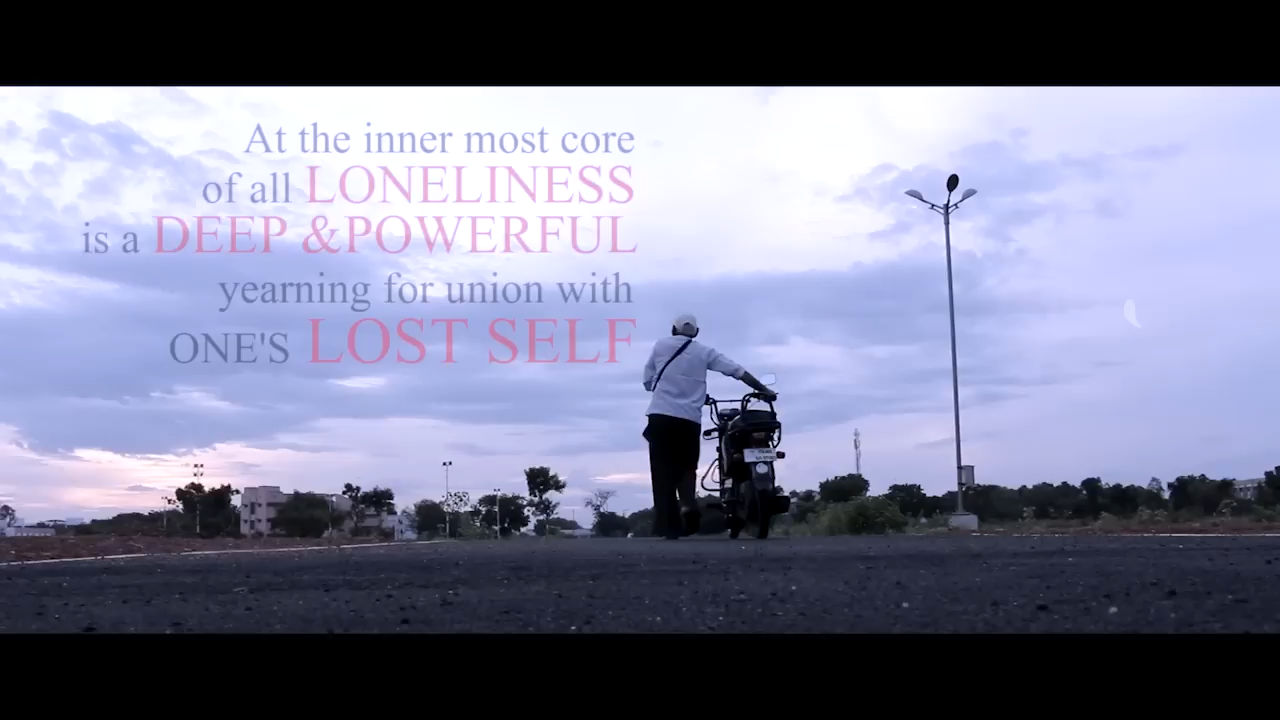 At the inner most core
of all LONELINESS
is a DEEP &POWERFUL
yearning for union with
ONE'S LOST SELF